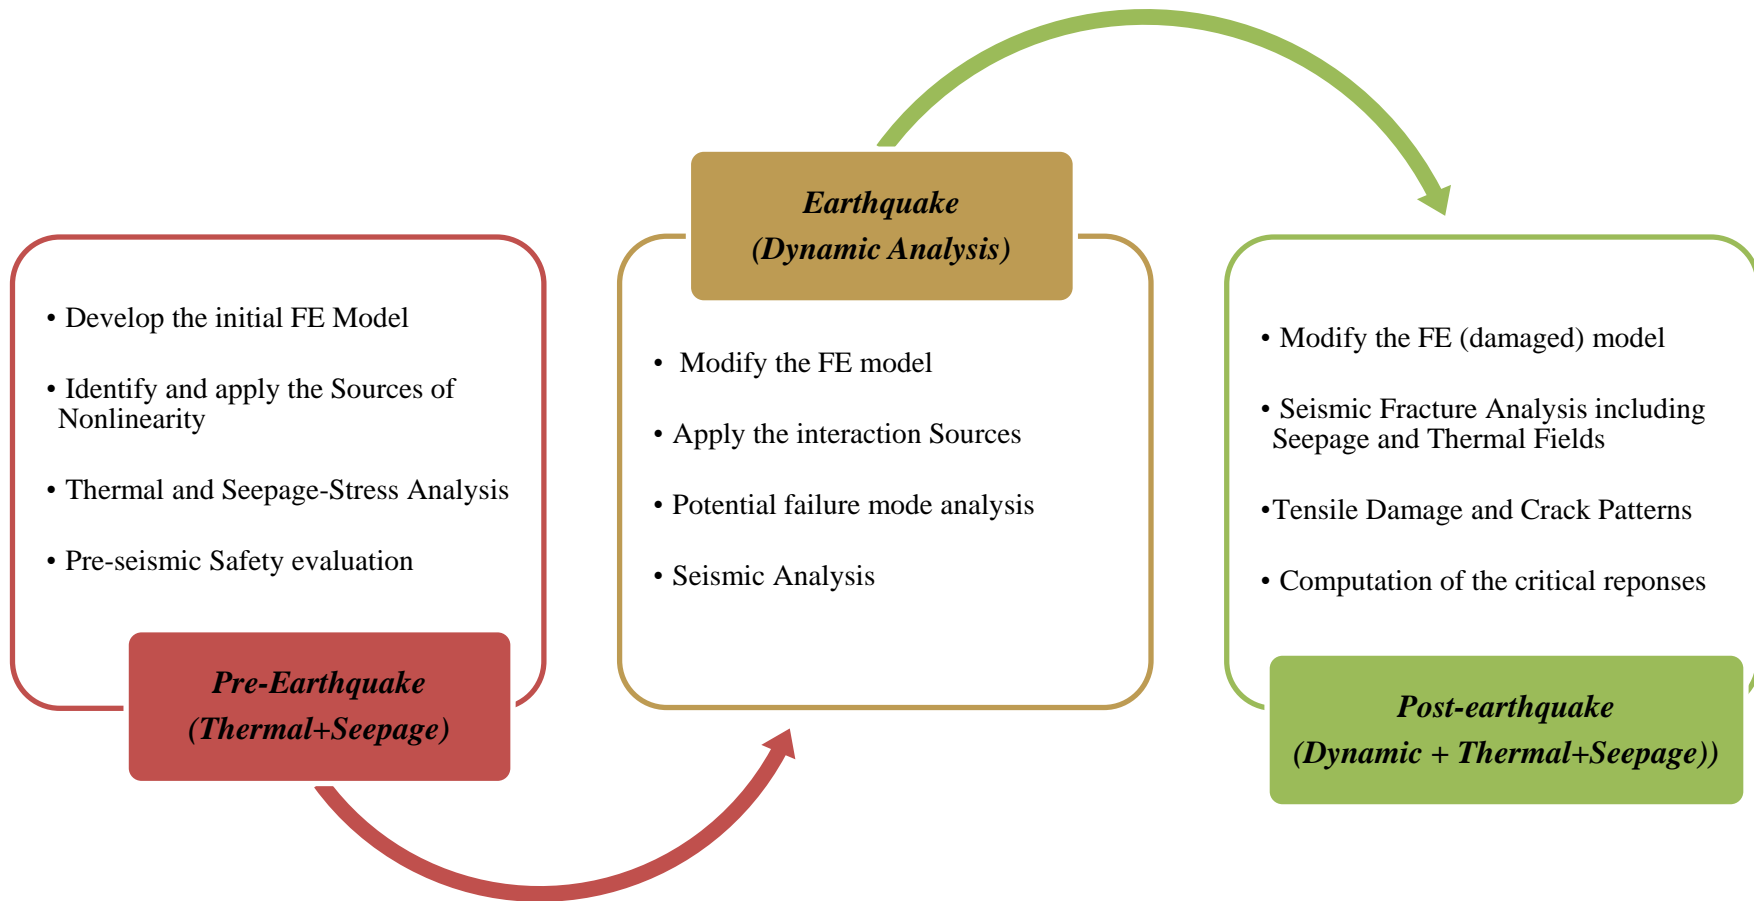 • Develop the initial FE Model
• Identify and apply the Sources of
Nonlinearity
• Thermal and Seepage-Stress Analysis
• Pre-seismic Safety evaluation
Pre-Earthquake
(Thermal+Seepage)
Earthquake
(Dynamic Analysis)
• Modify the FE model
• Apply the interaction Sources
• Potential failure mode analysis
• Seismic Analysis
• Modify the FE (damaged) model
• Seismic Fracture Analysis including
Seepage and Thermal Fields
•Tensile Damage and Crack Patterns
• Computation of the critical reponses
Post-earthquake
(Dynamic + Thermal+Seepage))